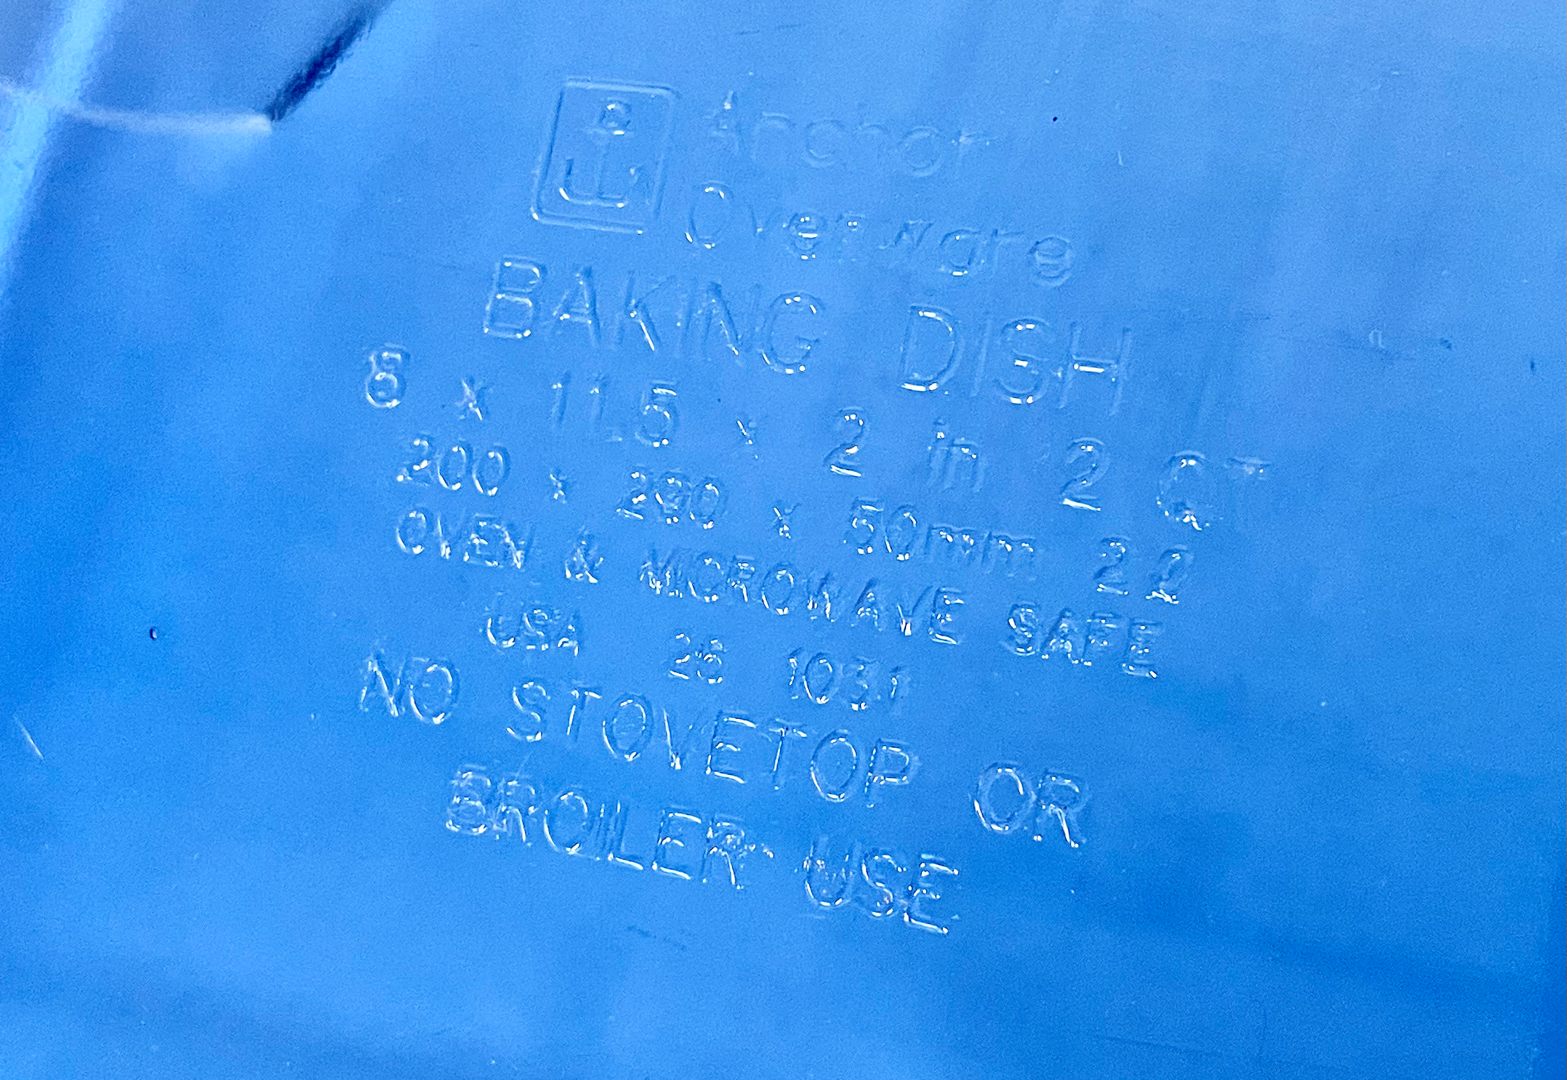 Anchor
Ovenware
BAKING DISH
8 x 11.5 x 2 in 2 QT
200 x 290 x 50mm 2 ℓ
OVEN & MICROWAVE SAFE
USA 26 1031
NO STOVETOP OR
BROILER USE